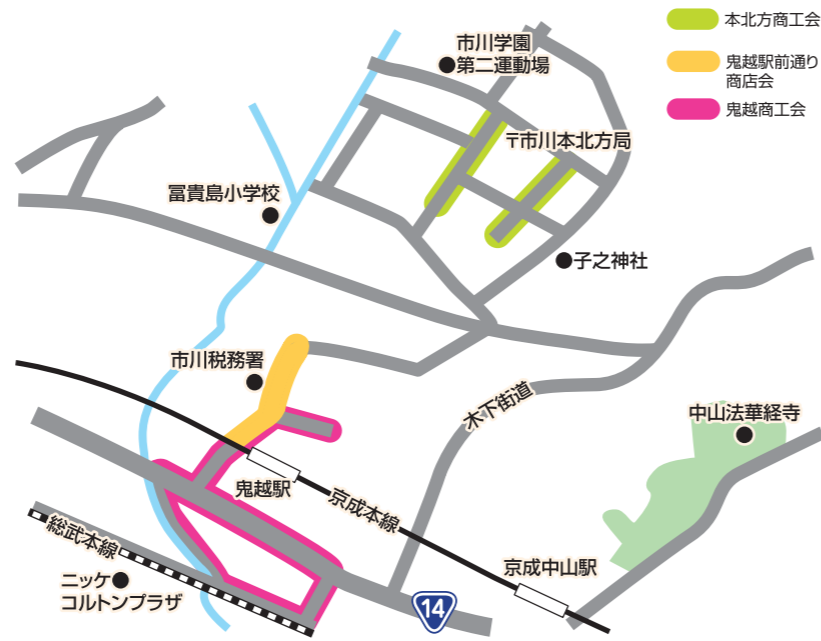 本北方商工会
鬼越駅前通り
商店会
鬼越商工会
市川学園
第二運動場
〒市川本北方局
冨貴島小学校
子之神社
市川税務署
木下街道
中山法華経寺
鬼越駅
京成本線
総武本線
京成中山駅
ニッケ
コルトンプラザ
14